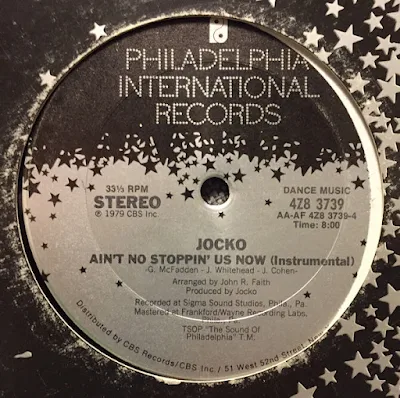 PHILADELPHIA
INTERNATIONAL
RECORDS
33⅓ RPM
STEREO
℗ 1979 CBS Inc
DANCE MUSIC
4Z8 3739
AA-AF 4Z8 3739-4
Time: 8:00
JOCKO
AIN'T NO STOPPIN' US NOW (Instrumental)
-G. McFadden - J. Whitehead - J. Cohen-
Arranged by John R. Faith
Produced by Jocko
Recorded at Sigma Sound Studios, Phila., Pa.
Mastered at Frankford/Wayne Recording Labs,
TSOP "The Sound Of
Philadelphia" T.M.
Distributed by CBS Records/CBS Inc./ 51 West 52nd Street,